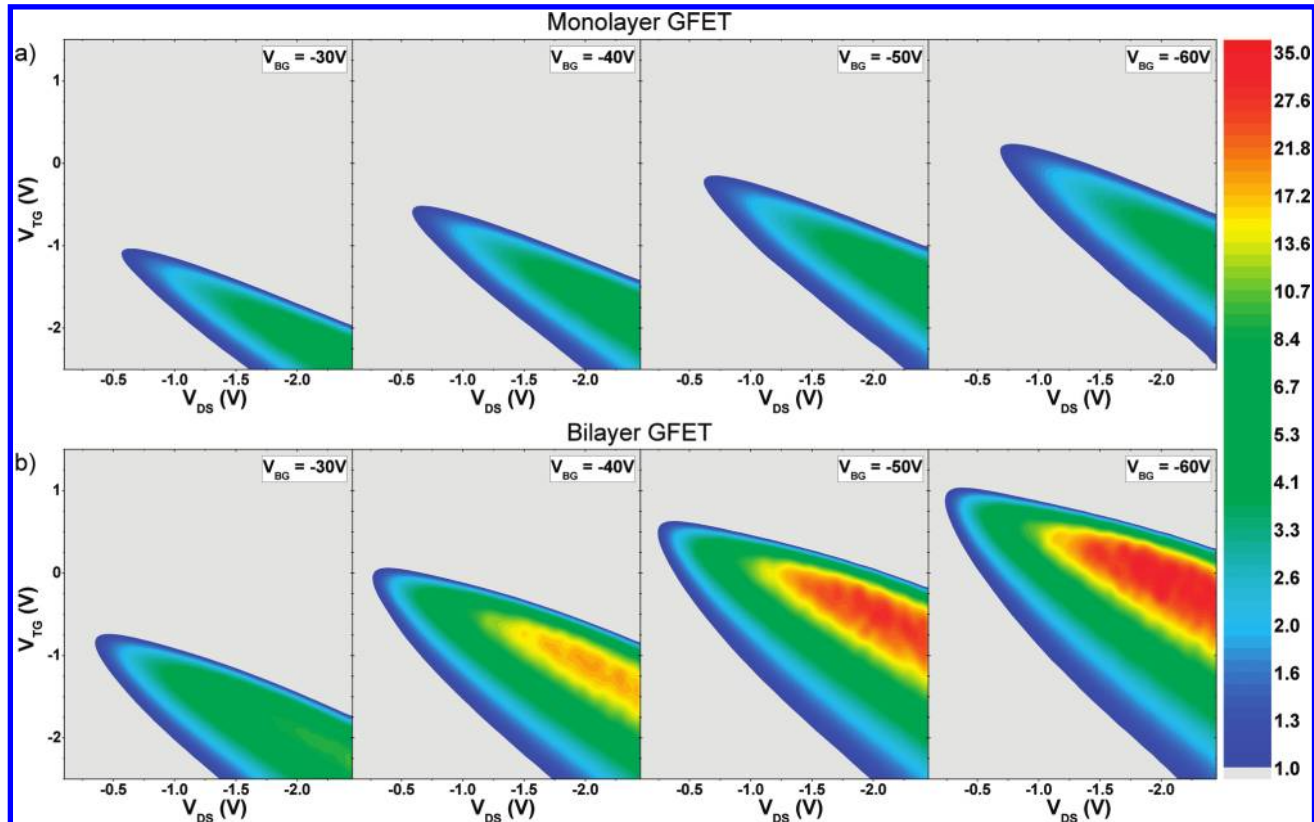 Monolayer GFET
a)
V_BG = -30V
V_BG = -40V
V_BG = -50V
V_BG = -60V
1
0
-1
-2
V_TG (V)
-0.5 -1.0 -1.5 -2.0
-0.5 -1.0 -1.5 -2.0
-0.5 -1.0 -1.5 -2.0
-0.5 -1.0 -1.5 -2.0
V_DS (V)
V_DS (V)
V_DS (V)
V_DS (V)
Bilayer GFET
b)
V_BG = -30V
V_BG = -40V
V_BG = -50V
V_BG = -60V
1
0
-1
-2
V_TG (V)
-0.5 -1.0 -1.5 -2.0
-0.5 -1.0 -1.5 -2.0
-0.5 -1.0 -1.5 -2.0
-0.5 -1.0 -1.5 -2.0
V_DS (V)
V_DS (V)
V_DS (V)
V_DS (V)
35.0
27.6
21.8
17.2
13.6
10.7
8.4
6.7
5.3
4.1
3.3
2.6
2.0
1.6
1.3
1.0